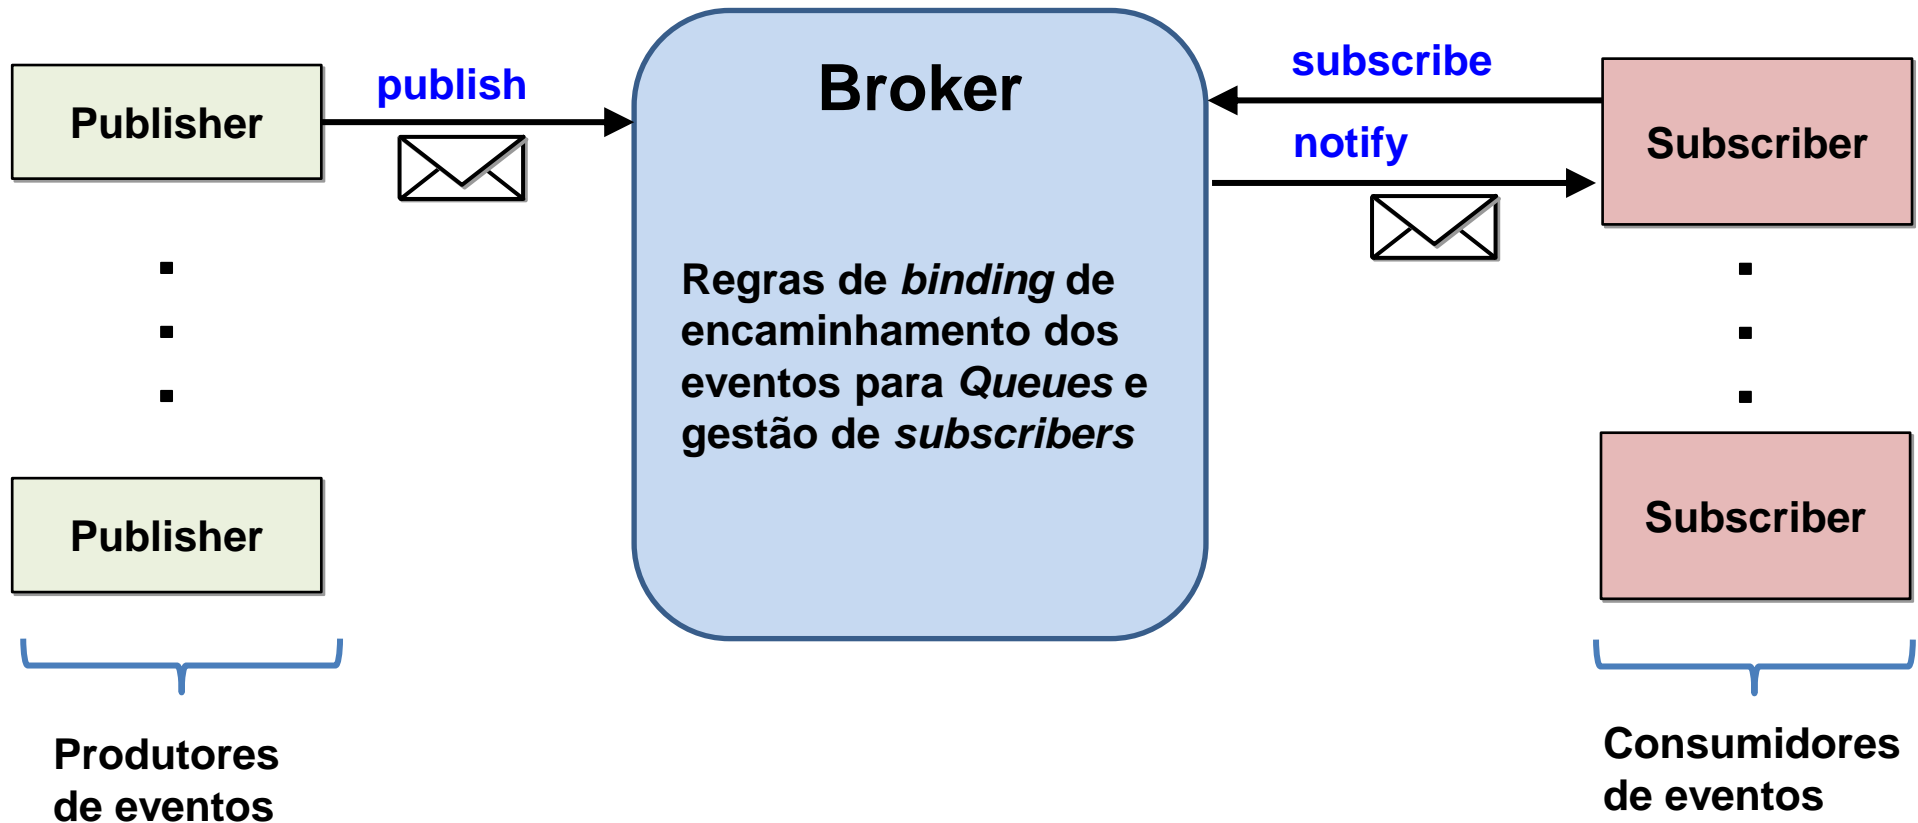 Publisher
publish
Broker
subscribe
notify
Subscriber
Regras de binding de
encaminhamento dos
eventos para Queues e
gestão de subscribers
Publisher
Subscriber
Produtores
de eventos
Consumidores
de eventos